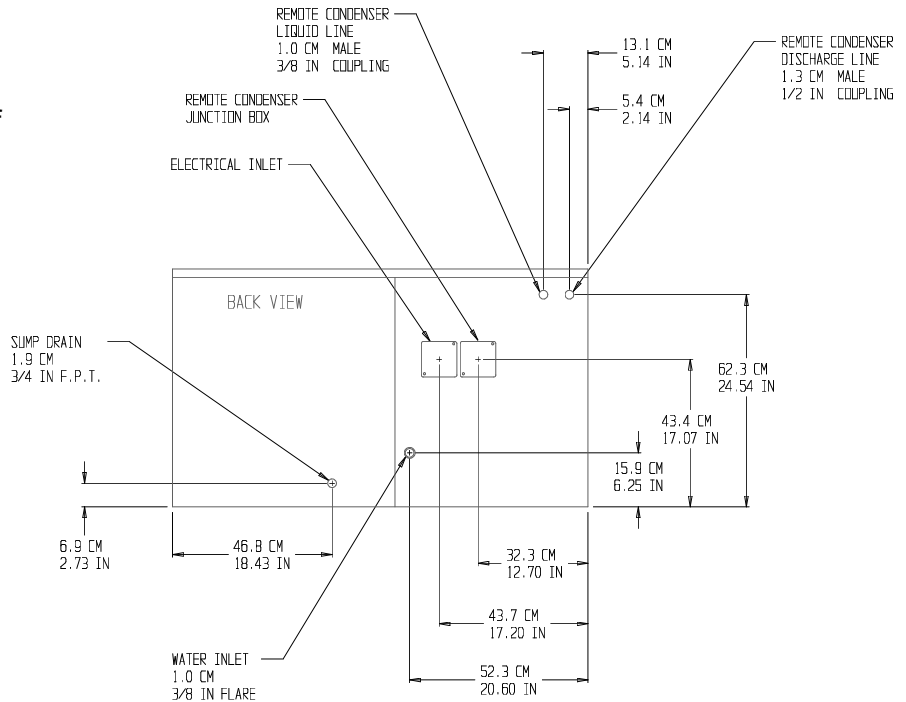 REMOTE CONDENSER
LIQUID LINE
1.0 CM MALE
3/8 IN COUPLING
13.1 CM
5.14 IN
REMOTE CONDENSER
DISCHARGE LINE
1.3 CM MALE
1/2 IN COUPLING
5.4 CM
2.14 IN
REMOTE CONDENSER
JUNCTION BOX
ELECTRICAL INLET
BACK VIEW
SUMP DRAIN
1.9 CM
3/4 IN F.P.T.
62.3 CM
24.54 IN
43.4 CM
17.07 IN
15.9 CM
6.25 IN
6.9 CM
2.73 IN
46.8 CM
18.43 IN
32.3 CM
12.70 IN
43.7 CM
17.20 IN
WATER INLET
1.0 CM
3/8 IN FLARE
52.3 CM
20.60 IN